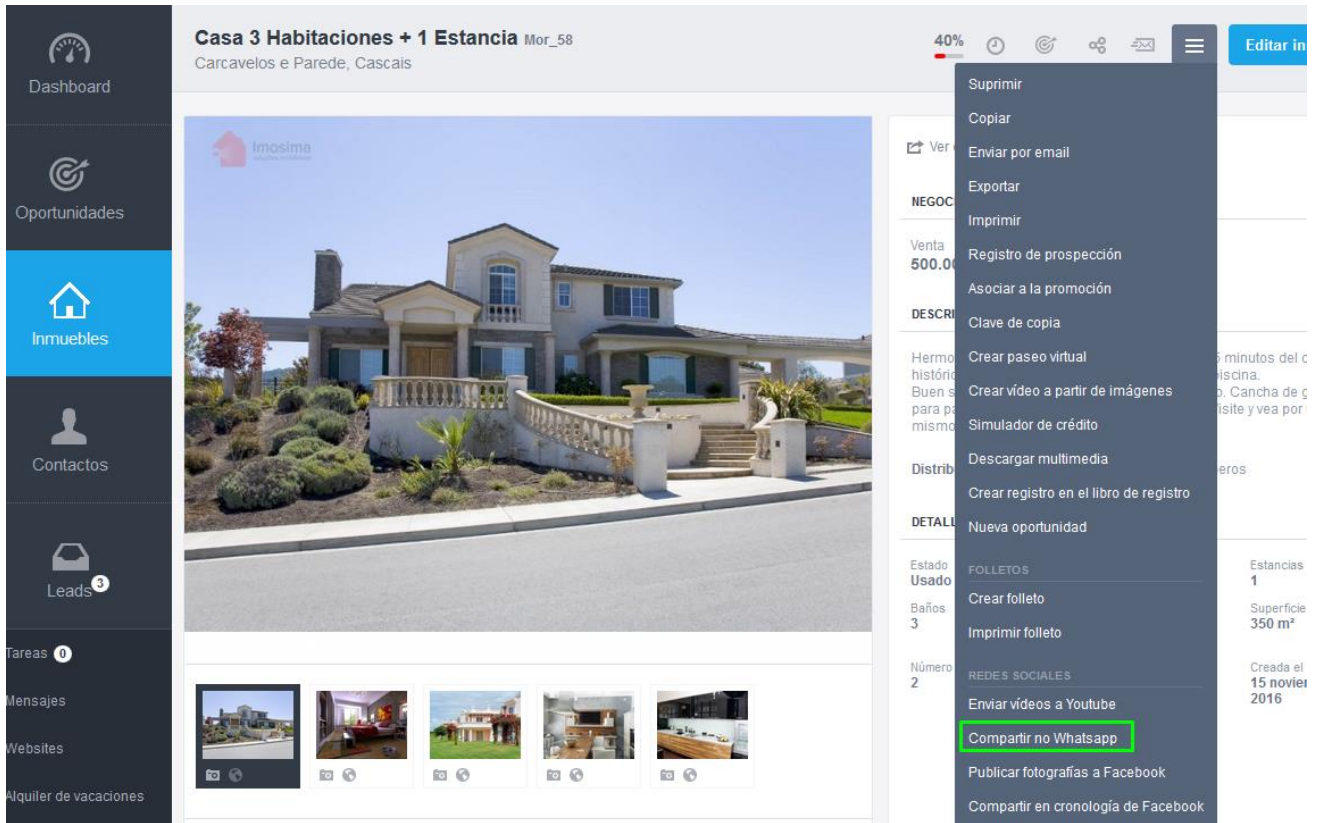 Dashboard
Oportunidades
Inmuebles
Contactos
Leads 3
Tareas 0
Mensajes
Websites
Alquiler de vacaciones
Casa 3 Habitaciones + 1 Estancia Mor_58
Carcavelos e Parede, Cascais
40%
Editar in
Imosima
Ver
NEGOC
Venta
500.00
DESCRI
Hermo
5 minutos del c
históric
iscina.
Buen s
o. Cancha de g
para pa
isite y vea por
mismo
Distrib
eros
DETALL
Estado
Usado
Estancias
1
Baños
3
Superficie
350 m²
Número
2
Creada el
15 noviem
2016
Suprimir
Copiar
Enviar por email
Exportar
Imprimir
Registro de prospección
Asociar a la promoción
Clave de copia
Crear paseo virtual
Crear vídeo a partir de imágenes
Simulador de crédito
Descargar multimedia
Crear registro en el libro de registro
Nueva oportunidad
FOLLETOS
Crear folleto
Imprimir folleto
REDES SOCIALES
Enviar vídeos a Youtube
Compartir no Whatsapp
Publicar fotografías a Facebook
Compartir en cronología de Facebook